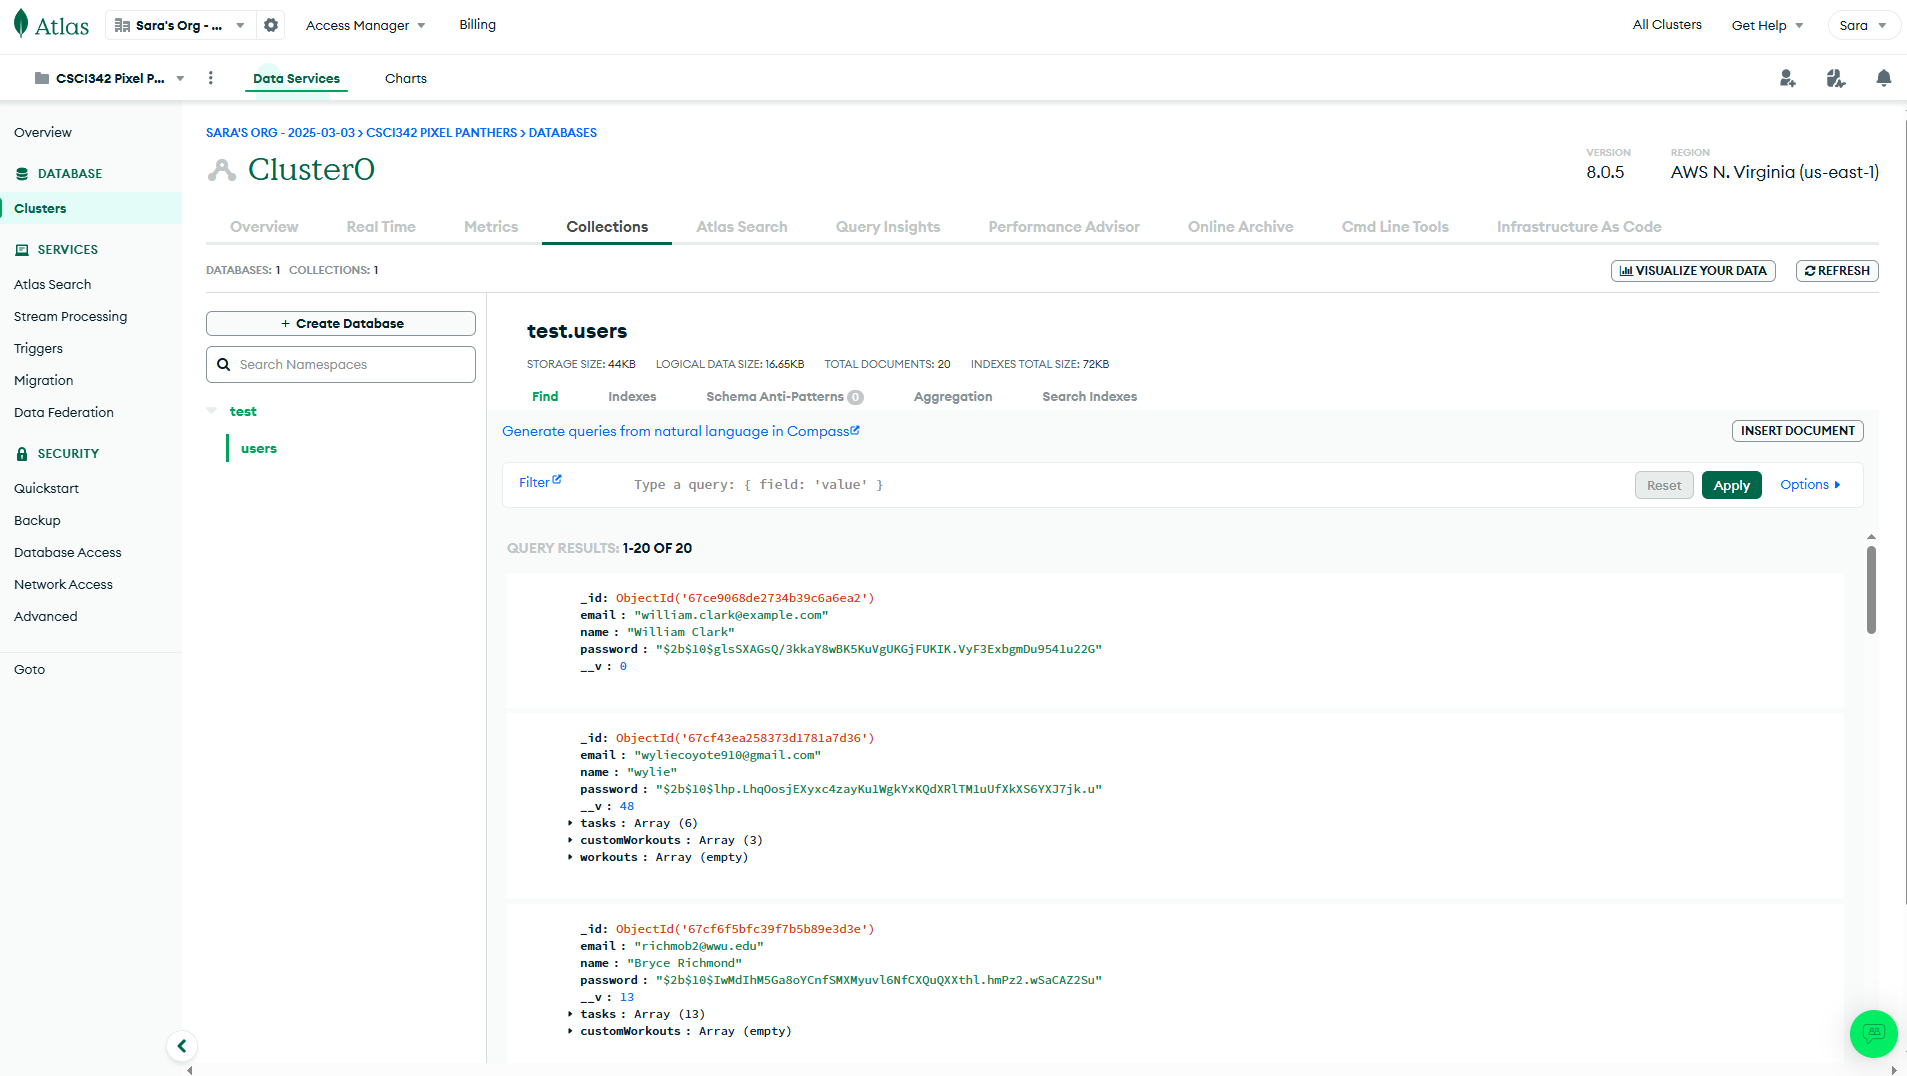 Atlas
Sara's Org - ...
Access Manager
Billing
All Clusters
Get Help
Sara
CSCI342 Pixel P...
Data Services
Charts
Overview
DATABASE
Clusters
SERVICES
Atlas Search
Stream Processing
Triggers
Migration
Data Federation
SECURITY
Quickstart
Backup
Database Access
Network Access
Advanced
Goto
SARA'S ORG - 2025-03-03 > CSCI342 PIXEL PANTHERS > DATABASES
Cluster0
VERSION
8.0.5
REGION
AWS N. Virginia (us-east-1)
Overview
Real Time
Metrics
Collections
Atlas Search
Query Insights
Performance Advisor
Online Archive
Cmd Line Tools
Infrastructure As Code
DATABASES: 1 COLLECTIONS: 1
VISUALIZE YOUR DATA
REFRESH
+ Create Database
Search Namespaces
test
users
test.users
STORAGE SIZE: 44KB LOGICAL DATA SIZE: 16.65KB TOTAL DOCUMENTS: 20 INDEXES TOTAL SIZE: 72KB
Find
Indexes
Schema Anti-Patterns 0
Aggregation
Search Indexes
Generate queries from natural language in Compass
INSERT DOCUMENT
Filter
Type a query: { field: 'value' }
Reset
Apply
Options
QUERY RESULTS: 1-20 OF 20
_id: ObjectId('67ce9068de2734b39c6a6ea2')
email : "william.clark@example.com"
name : "William Clark"
password : "$2b$10$glsSXAGsQ/3kkaY8wBK5KuVgUKGjFUKIK.VyF3ExbgmDu9541u22G"
__v : 0
_id: ObjectId('67cf43ea258373d1781a7d36')
email : "wyliecoyote910@gmail.com"
name : "wylie"
password : "$2b$10$lhp.LhqOosjEXyxc4zayKu1WgkYxKQdXRlTM1uUfXkXS6YXJ7jk.u"
__v : 48
tasks : Array (6)
customWorkouts : Array (3)
workouts : Array (empty)
_id: ObjectId('67cf6f5bfc39f7b5b89e3d3e')
email : "richmob2@wwu.edu"
name : "Bryce Richmond"
password : "$2b$10$IwMdIhM5Ga8oYCnfSMXMyuvl6NfCXQuQXXthl.hmPz2.wSaCAZ2Su"
__v : 13
tasks : Array (13)
customWorkouts : Array (empty)